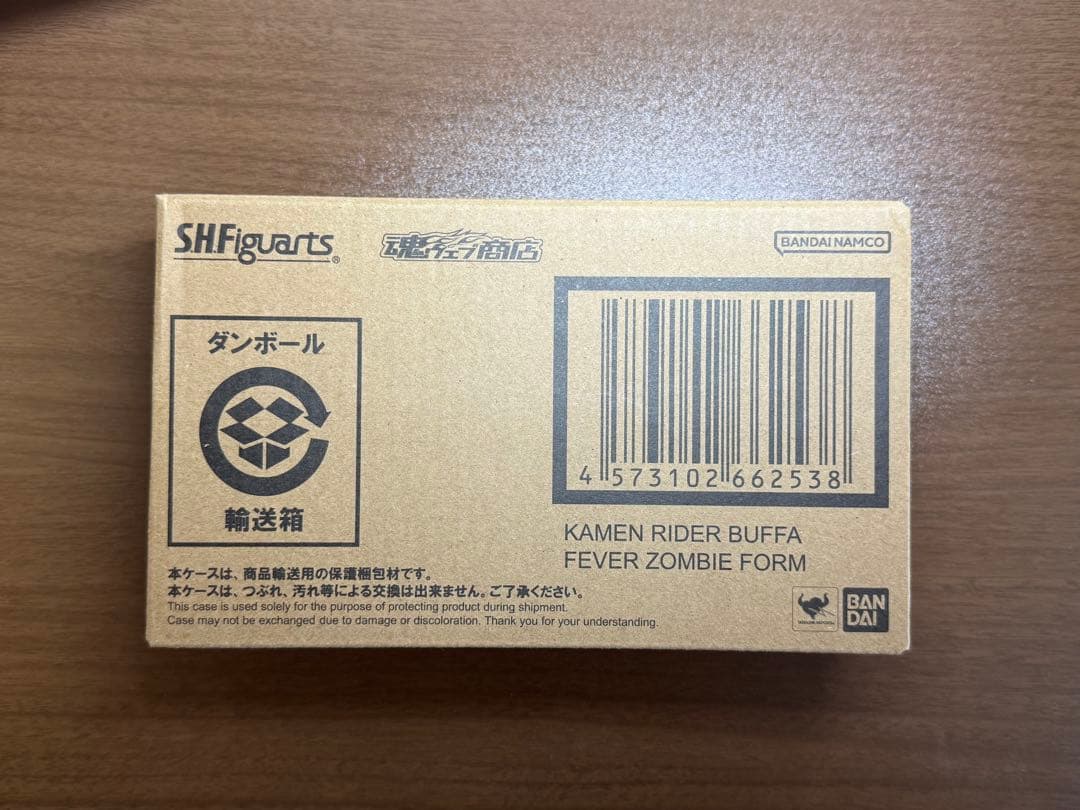 S.H.Figuarts®
魂ウェブ商店
BANDAI NAMCO
ダンボール
輸送箱
4 573102 662538
KAMEN RIDER BUFFA
FEVER ZOMBIE FORM
本ケースは、商品輸送用の保護梱包材です。
本ケースは、つぶれ、汚れ等による交換は出来ません。ご了承ください。
This case is used solely for the purpose of protecting product during shipment.
Case may not be exchanged due to damage or discoloration. Thank you for your understanding.
BAN
DAI